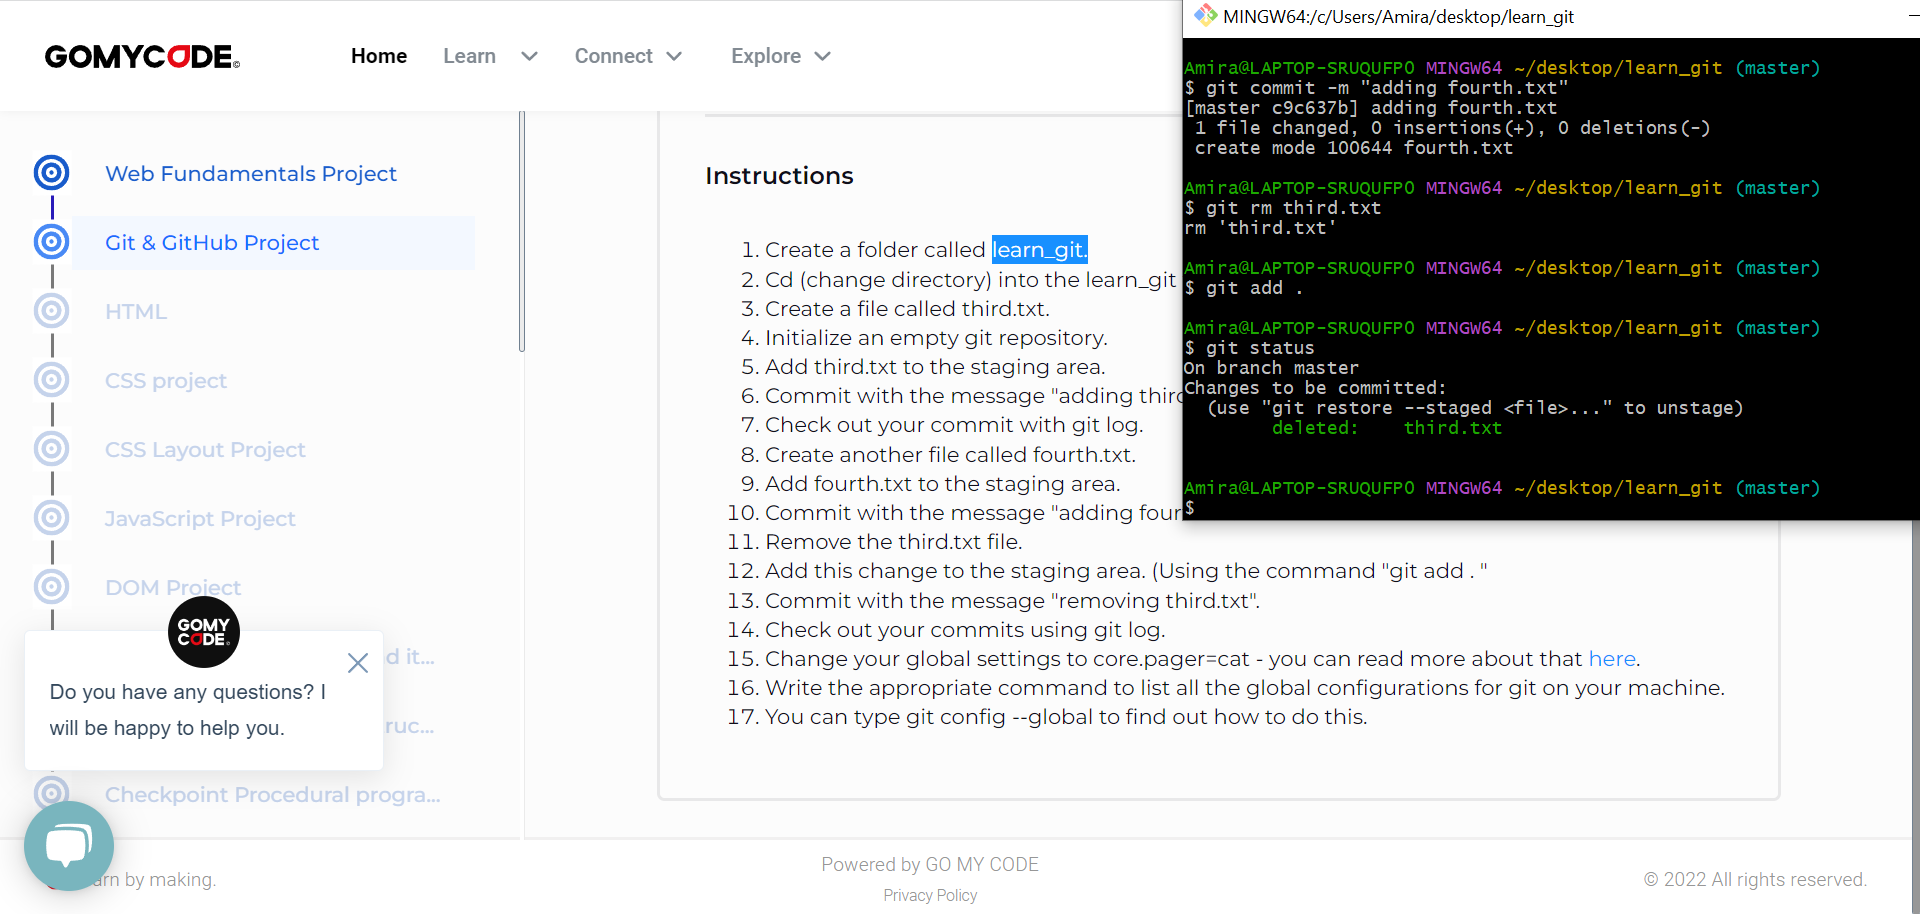 GOMYCODE©
Home
Learn
Connect
Explore
Web Fundamentals Project
Git & GitHub Project
HTML
CSS project
CSS Layout Project
JavaScript Project
DOM Project
d it...
ruc...
Checkpoint Procedural progra...
GOMY
CODE.
Do you have any questions? I
will be happy to help you.
Instructions
1. Create a folder called learn_git.
2. Cd (change directory) into the learn_git
3. Create a file called third.txt.
4. Initialize an empty git repository.
5. Add third.txt to the staging area.
6. Commit with the message "adding third
7. Check out your commit with git log.
8. Create another file called fourth.txt.
9. Add fourth.txt to the staging area.
10. Commit with the message "adding four
11. Remove the third.txt file.
12. Add this change to the staging area. (Using the command "git add . "
13. Commit with the message "removing third.txt".
14. Check out your commits using git log.
15. Change your global settings to core.pager=cat - you can read more about that here.
16. Write the appropriate command to list all the global configurations for git on your machine.
17. You can type git config --global to find out how to do this.
MINGW64:/c/Users/Amira/desktop/learn_git
Amira@LAPTOP-SRUQUFPO MINGW64 ~/desktop/learn_git (master)
$ git commit -m "adding fourth.txt"
[master c9c637b] adding fourth.txt
1 file changed, 0 insertions(+), 0 deletions(-)
create mode 100644 fourth.txt
Amira@LAPTOP-SRUQUFPO MINGW64 ~/desktop/learn_git (master)
$ git rm third.txt
rm 'third.txt'
Amira@LAPTOP-SRUQUFPO MINGW64 ~/desktop/learn_git (master)
$ git add .
Amira@LAPTOP-SRUQUFPO MINGW64 ~/desktop/learn_git (master)
$ git status
On branch master
Changes to be committed:
(use "git restore --staged <file>..." to unstage)
deleted: third.txt
Amira@LAPTOP-SRUQUFPO MINGW64 ~/desktop/learn_git (master)
$
arn by making.
Powered by GO MY CODE
Privacy Policy
© 2022 All rights reserved.